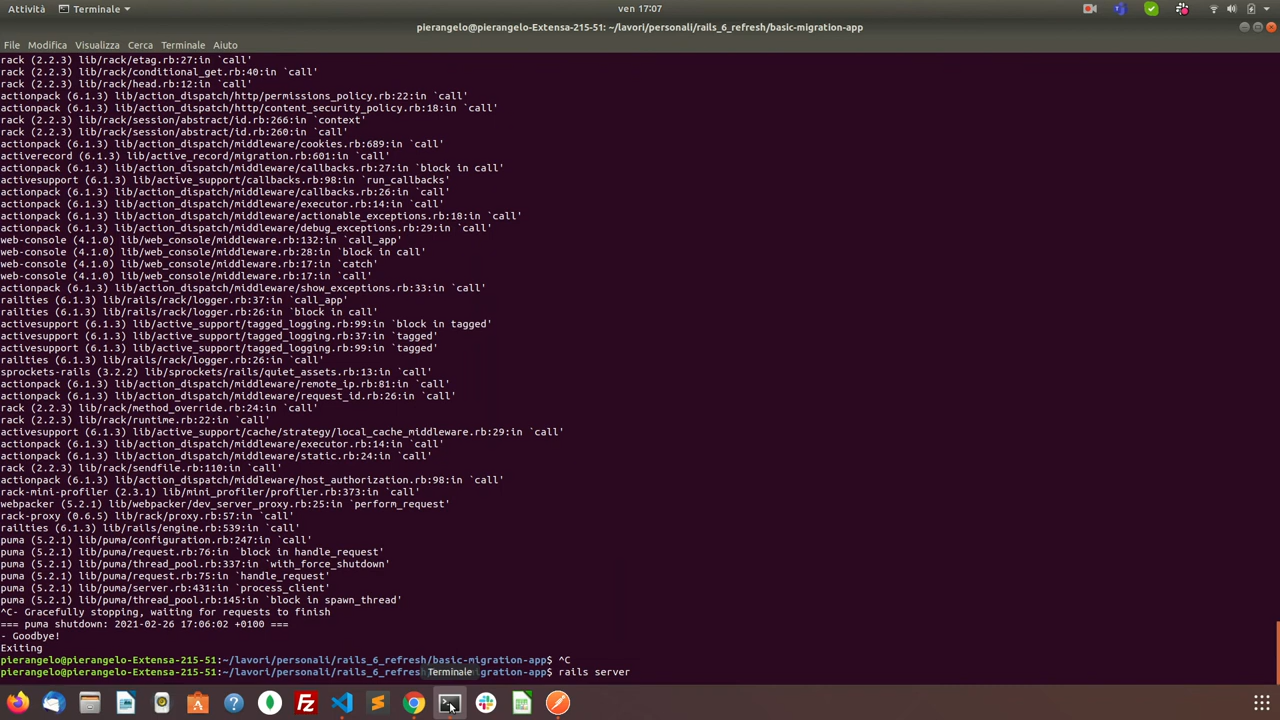 Attività
Terminale
ven 17:07
pierangelo@pierangelo-Extensa-215-51: ~/lavori/personali/rails_6_refresh/basic-migration-app
File Modifica Visualizza Cerca Terminale Aiuto
rack (2.2.3) lib/rack/etag.rb:27:in `call'
rack (2.2.3) lib/rack/conditional_get.rb:40:in `call'
rack (2.2.3) lib/rack/head.rb:12:in `call'
actionpack (6.1.3) lib/action_dispatch/http/permissions_policy.rb:22:in `call'
actionpack (6.1.3) lib/action_dispatch/http/content_security_policy.rb:18:in `call'
rack (2.2.3) lib/rack/session/abstract/id.rb:266:in `context'
rack (2.2.3) lib/rack/session/abstract/id.rb:260:in `call'
actionpack (6.1.3) lib/action_dispatch/middleware/cookies.rb:689:in `call'
activerecord (6.1.3) lib/active_record/migration.rb:601:in `call'
actionpack (6.1.3) lib/action_dispatch/middleware/callbacks.rb:27:in `block in call'
activesupport (6.1.3) lib/active_support/callbacks.rb:98:in `run_callbacks'
actionpack (6.1.3) lib/action_dispatch/middleware/callbacks.rb:26:in `call'
actionpack (6.1.3) lib/action_dispatch/middleware/executor.rb:14:in `call'
actionpack (6.1.3) lib/action_dispatch/middleware/actionable_exceptions.rb:18:in `call'
actionpack (6.1.3) lib/action_dispatch/middleware/debug_exceptions.rb:29:in `call'
web-console (4.1.0) lib/web_console/middleware.rb:132:in `call_app'
web-console (4.1.0) lib/web_console/middleware.rb:28:in `block in call'
web-console (4.1.0) lib/web_console/middleware.rb:17:in `catch'
web-console (4.1.0) lib/web_console/middleware.rb:17:in `call'
actionpack (6.1.3) lib/action_dispatch/middleware/show_exceptions.rb:33:in `call'
railties (6.1.3) lib/rails/rack/logger.rb:37:in `call_app'
railties (6.1.3) lib/rails/rack/logger.rb:26:in `block in call'
activesupport (6.1.3) lib/active_support/tagged_logging.rb:99:in `block in tagged'
activesupport (6.1.3) lib/active_support/tagged_logging.rb:37:in `tagged'
activesupport (6.1.3) lib/active_support/tagged_logging.rb:99:in `tagged'
railties (6.1.3) lib/rails/rack/logger.rb:26:in `call'
sprockets-rails (3.2.2) lib/sprockets/rails/quiet_assets.rb:13:in `call'
actionpack (6.1.3) lib/action_dispatch/middleware/remote_ip.rb:81:in `call'
actionpack (6.1.3) lib/action_dispatch/middleware/request_id.rb:26:in `call'
rack (2.2.3) lib/rack/method_override.rb:24:in `call'
rack (2.2.3) lib/rack/runtime.rb:22:in `call'
activesupport (6.1.3) lib/active_support/cache/strategy/local_cache_middleware.rb:29:in `call'
actionpack (6.1.3) lib/action_dispatch/middleware/executor.rb:14:in `call'
actionpack (6.1.3) lib/action_dispatch/middleware/static.rb:24:in `call'
rack (2.2.3) lib/rack/sendfile.rb:110:in `call'
actionpack (6.1.3) lib/action_dispatch/middleware/host_authorization.rb:98:in `call'
rack-mini-profiler (2.3.1) lib/mini_profiler/profiler.rb:373:in `call'
webpacker (5.2.1) lib/webpacker/dev_server_proxy.rb:25:in `perform_request'
rack-proxy (0.6.5) lib/rack/proxy.rb:57:in `call'
railties (6.1.3) lib/rails/engine.rb:539:in `call'
puma (5.2.1) lib/puma/configuration.rb:247:in `call'
puma (5.2.1) lib/puma/request.rb:76:in `block in handle_request'
puma (5.2.1) lib/puma/thread_pool.rb:337:in `with_force_shutdown'
puma (5.2.1) lib/puma/request.rb:75:in `handle_request'
puma (5.2.1) lib/puma/server.rb:431:in `process_client'
puma (5.2.1) lib/puma/thread_pool.rb:145:in `block in spawn_thread'
^C- Gracefully stopping, waiting for requests to finish
=== puma shutdown: 2021-02-26 17:06:02 +0100 ===
- Goodbye!
Exiting
pierangelo@pierangelo-Extensa-215-51:~/lavori/personali/rails_6_refresh/basic-migration-app$ ^C
pierangelo@pierangelo-Extensa-215-51:~/lavori/personali/rails_6_refres Terminale igration-app$ rails server